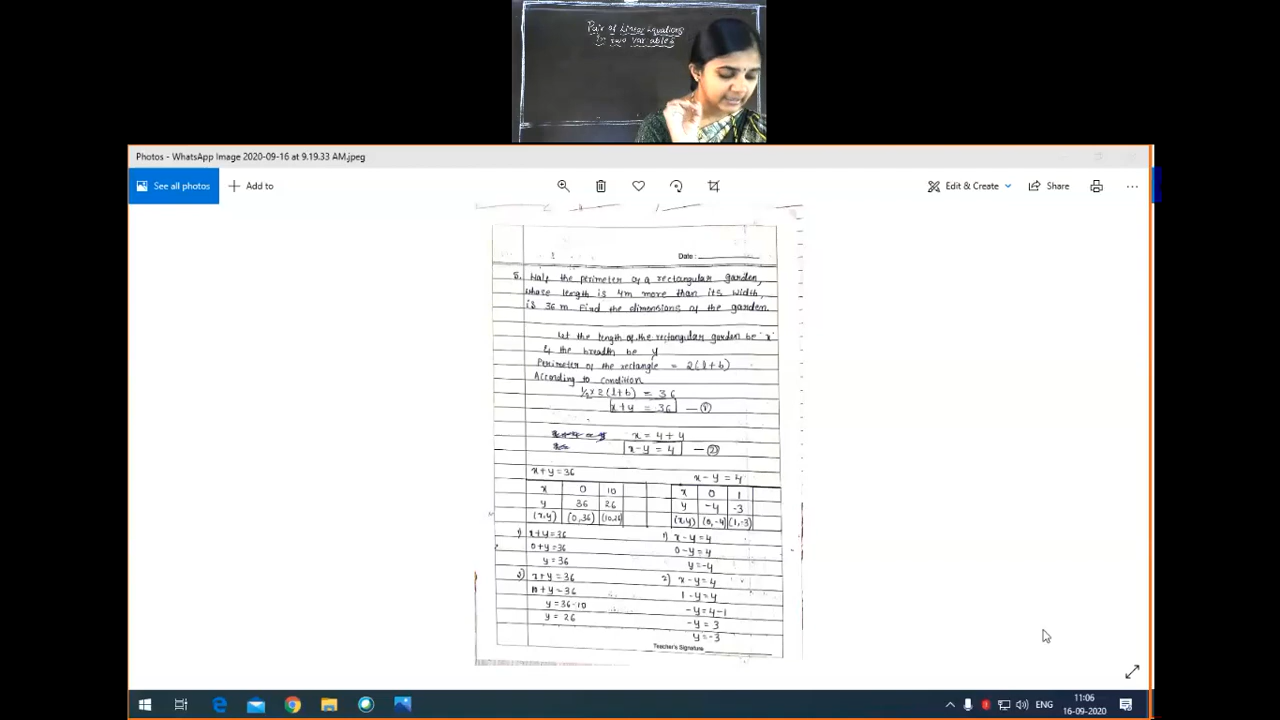 Pair of Linear Equations
in two variables
Photos - WhatsApp Image 2020-09-16 at 9.19.33 AM.jpeg
See all photos
Add to
Edit & Create
Share
Date :
5. Half the perimeter of a rectangular garden,
whose length is 4m more than its width,
is 36 m. Find the dimensions of the garden.
Let the length of the rectangular garden be 'x'
& the breadth be y
Perimeter of the rectangle = 2(l+b)
According to condition
1/2 × 2(l+b) = 36
x+y = 36 — ①
x = 4+4
x-y = 4 — ②
x+y = 36
x - y = 4
x 0 10
y 36 26
(x,y) (0,36) (10,26)
x 0 1
y -4 -3
(x,y) (0,-4) (1,-3)
1) x+y=36
0+y=36
y=36
2) x+y=36
10+y=36
y=36-10
y=26
1) x-y=4
0-y=4
y=-4
2) x-y=4
1-y=4
-y=4-1
-y=3
y=-3
Teacher's Signature
ENG
11:06
16-09-2020